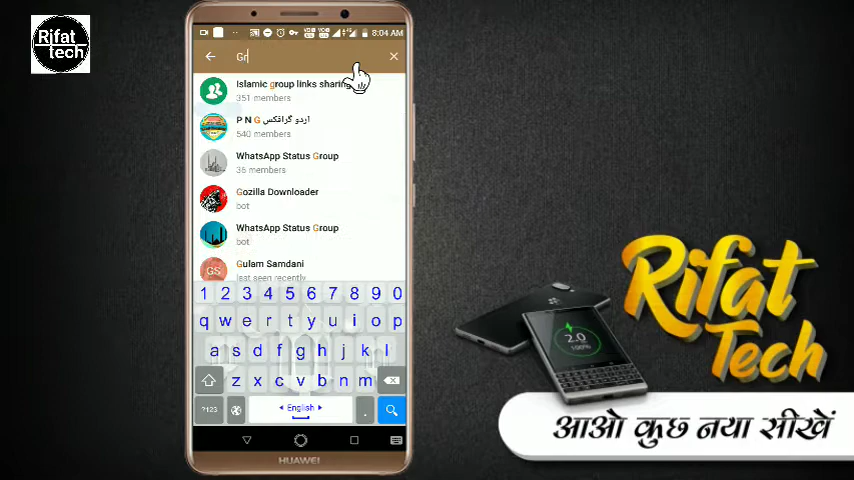 Rifat
tech
8:04 AM
Gr
Islamic group links sharing
351 members
P N G اردو گرافکس
540 members
WhatsApp Status Group
36 members
Gozilla Downloader
bot
WhatsApp Status Group
bot
GS
Gulam Samdani
last seen recently
1 2 3 4 5 6 7 8 9 0
q w e r t y u i o p
a s d f g h j k l
z x c v b n m
?123
English
.
HUAWEI
2.0
100%
Rifat
Tech
आओ कुछ नया सीखें